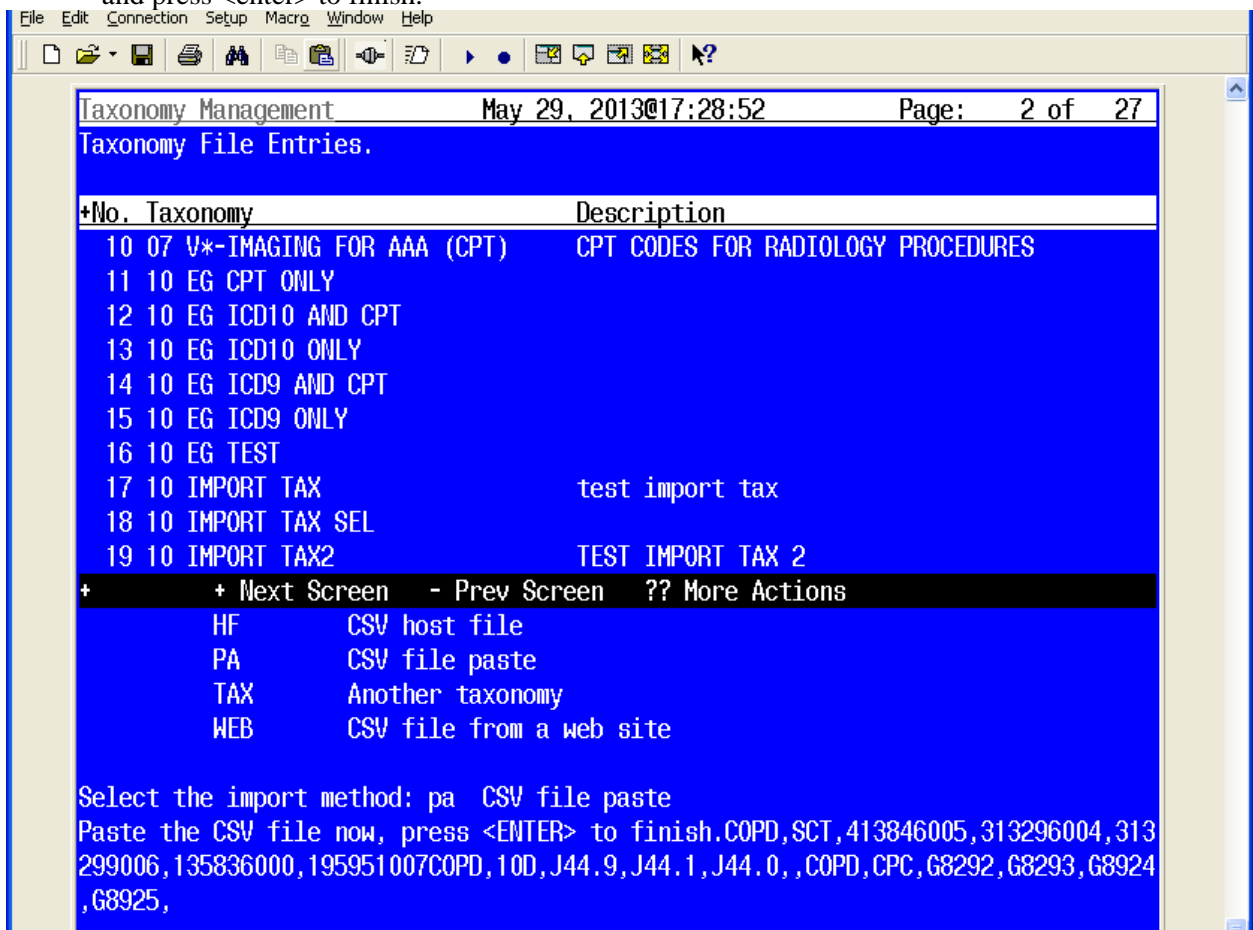 and press <enter> to finish.
File Edit Connection Setup Macro Window Help
Taxonomy Management May 29, 2013@17:28:52 Page: 2 of 27
Taxonomy File Entries.
+No. Taxonomy Description
10 07 V*-IMAGING FOR AAA (CPT) CPT CODES FOR RADIOLOGY PROCEDURES
11 10 EG CPT ONLY
12 10 EG ICD10 AND CPT
13 10 EG ICD10 ONLY
14 10 EG ICD9 AND CPT
15 10 EG ICD9 ONLY
16 10 EG TEST
17 10 IMPORT TAX test import tax
18 10 IMPORT TAX SEL
19 10 IMPORT TAX2 TEST IMPORT TAX 2
+ + Next Screen - Prev Screen ?? More Actions
HF CSV host file
PA CSV file paste
TAX Another taxonomy
WEB CSV file from a web site
Select the import method: pa CSV file paste
Paste the CSV file now, press <ENTER> to finish.COPD,SCT,413846005,313296004,313
299006,135836000,195951007COPD,10D,J44.9,J44.1,J44.0,,COPD,CPC,G8292,G8293,G8924
,G8925,